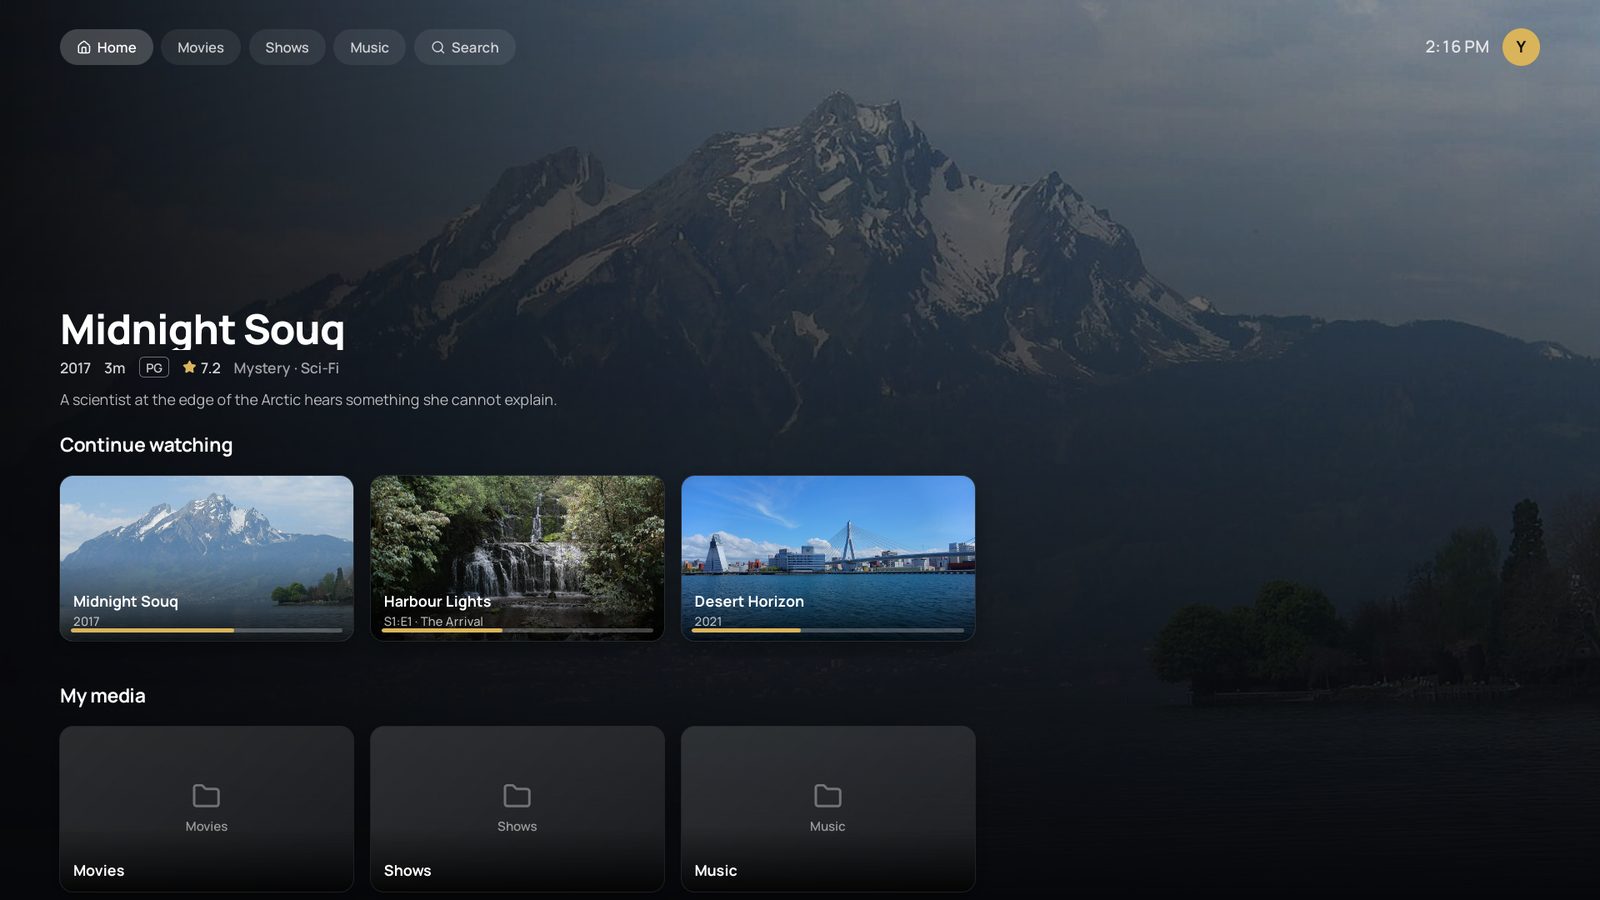 Home
Movies
Shows
Music
Search
2:16 PM
Y
Midnight Souq
2017 3m PG 7.2 Mystery · Sci-Fi
A scientist at the edge of the Arctic hears something she cannot explain.
Continue watching
Midnight Souq
2017
Harbour Lights
S1:E1 · The Arrival
Desert Horizon
2021
My media
Movies
Movies
Shows
Shows
Music
Music